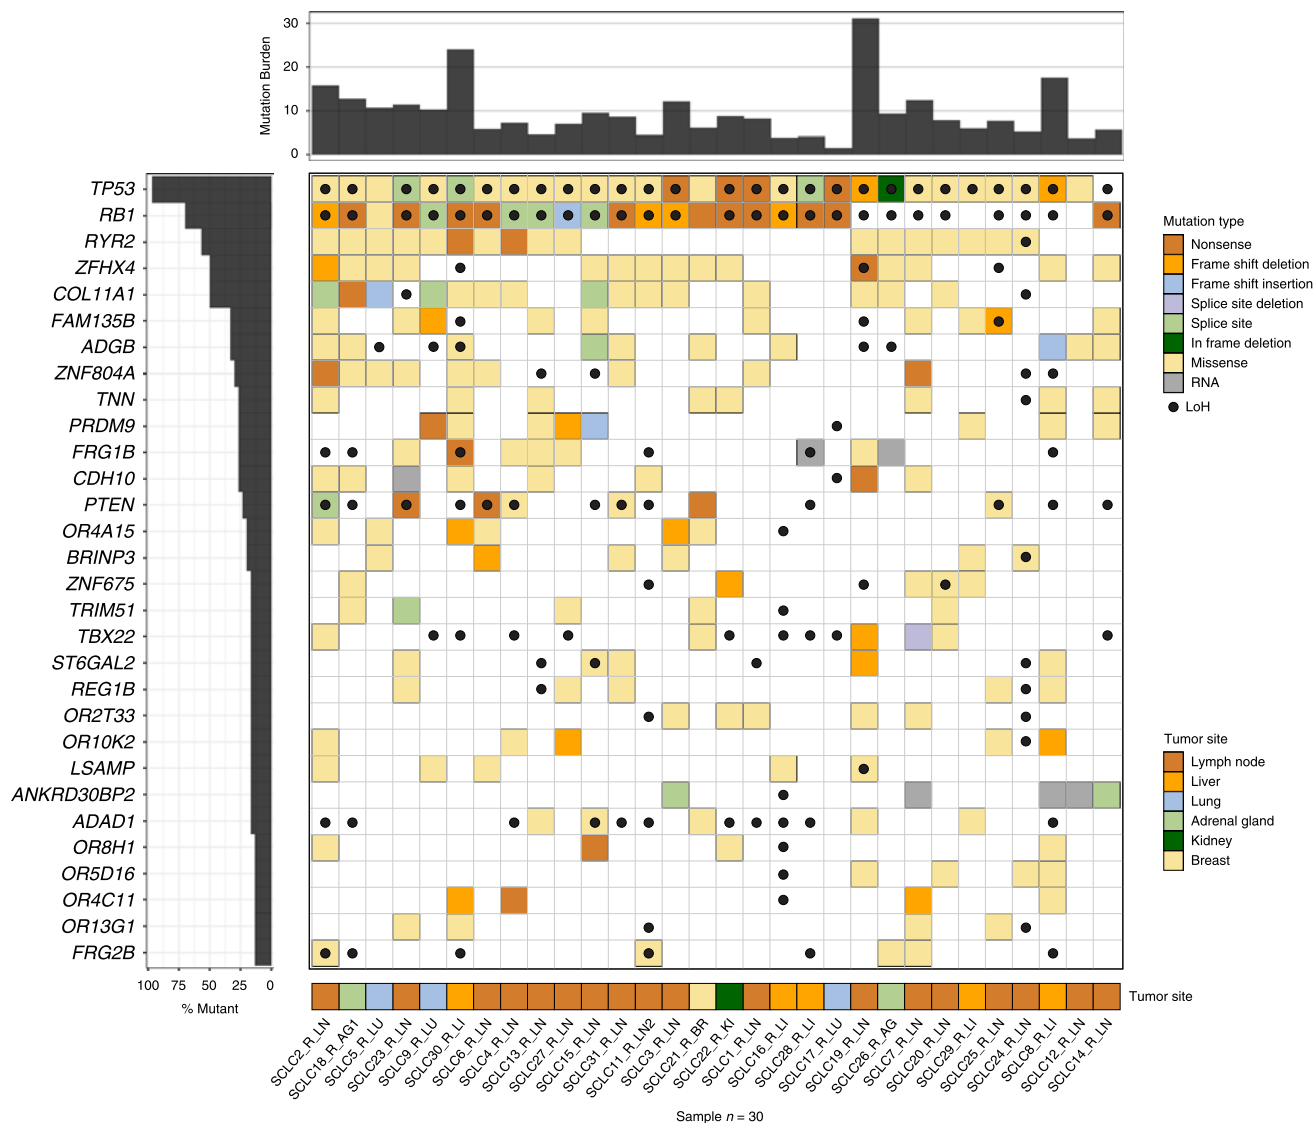 Mutation Burden
30
20
10
0
TP53
RB1
RYR2
ZFHX4
COL11A1
FAM135B
ADGB
ZNF804A
TNN
PRDM9
FRG1B
CDH10
PTEN
OR4A15
BRINP3
ZNF675
TRIM51
TBX22
ST6GAL2
REG1B
OR2T33
OR10K2
LSAMP
ANKRD30BP2
ADAD1
OR8H1
OR5D16
OR4C11
OR13G1
FRG2B
100 75 50 25 0
% Mutant
Mutation type
Nonsense
Frame shift deletion
Frame shift insertion
Splice site deletion
Splice site
In frame deletion
Missense
RNA
LoH
Tumor site
Lymph node
Liver
Lung
Adrenal gland
Kidney
Breast
Tumor site
SCLC2_R_LN
SCLC18_R_AG1
SCLC5_R_LU
SCLC23_R_LN
SCLC9_R_LU
SCLC30_R_LI
SCLC6_R_LN
SCLC4_R_LN
SCLC13_R_LN
SCLC27_R_LN
SCLC15_R_LN
SCLC31_R_LN
SCLC11_R_LN2
SCLC3_R_LN
SCLC21_R_BR
SCLC22_R_KI
SCLC1_R_LN
SCLC16_R_LI
SCLC28_R_LI
SCLC17_R_LU
SCLC19_R_LN
SCLC26_R_AG
SCLC7_R_LN
SCLC20_R_LN
SCLC29_R_LI
SCLC25_R_LN
SCLC24_R_LN
SCLC8_R_LI
SCLC12_R_LN
SCLC14_R_LN
Sample n = 30